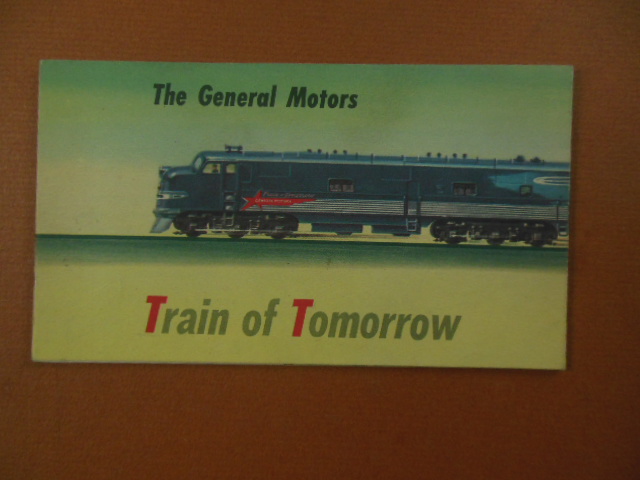 The General Motors
Train of Tomorrow